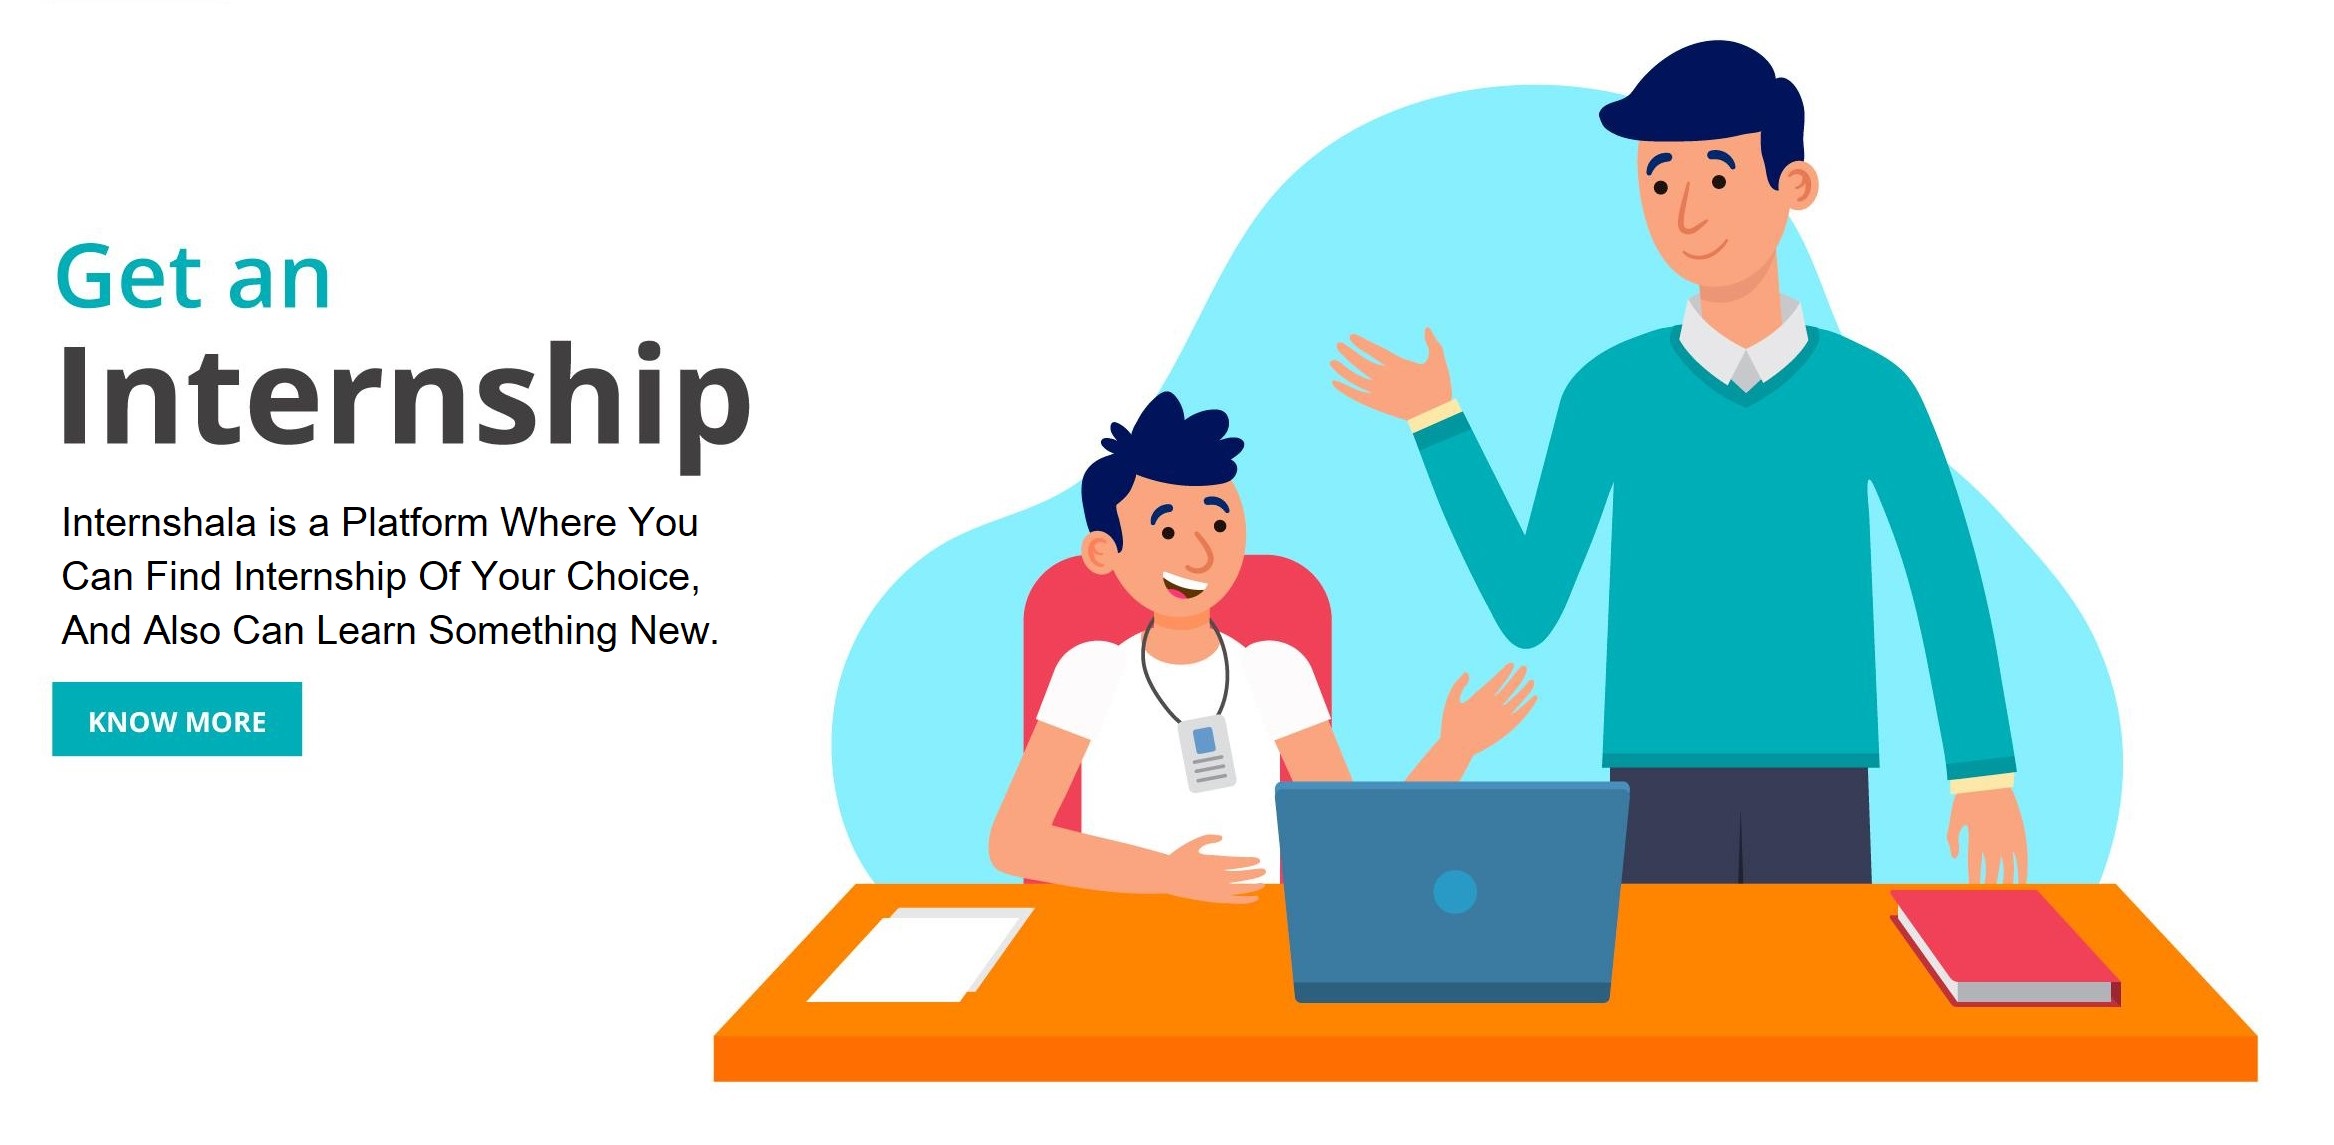 Get an
Internship
Internshala is a Platform Where You
Can Find Internship Of Your Choice,
And Also Can Learn Something New.
KNOW MORE